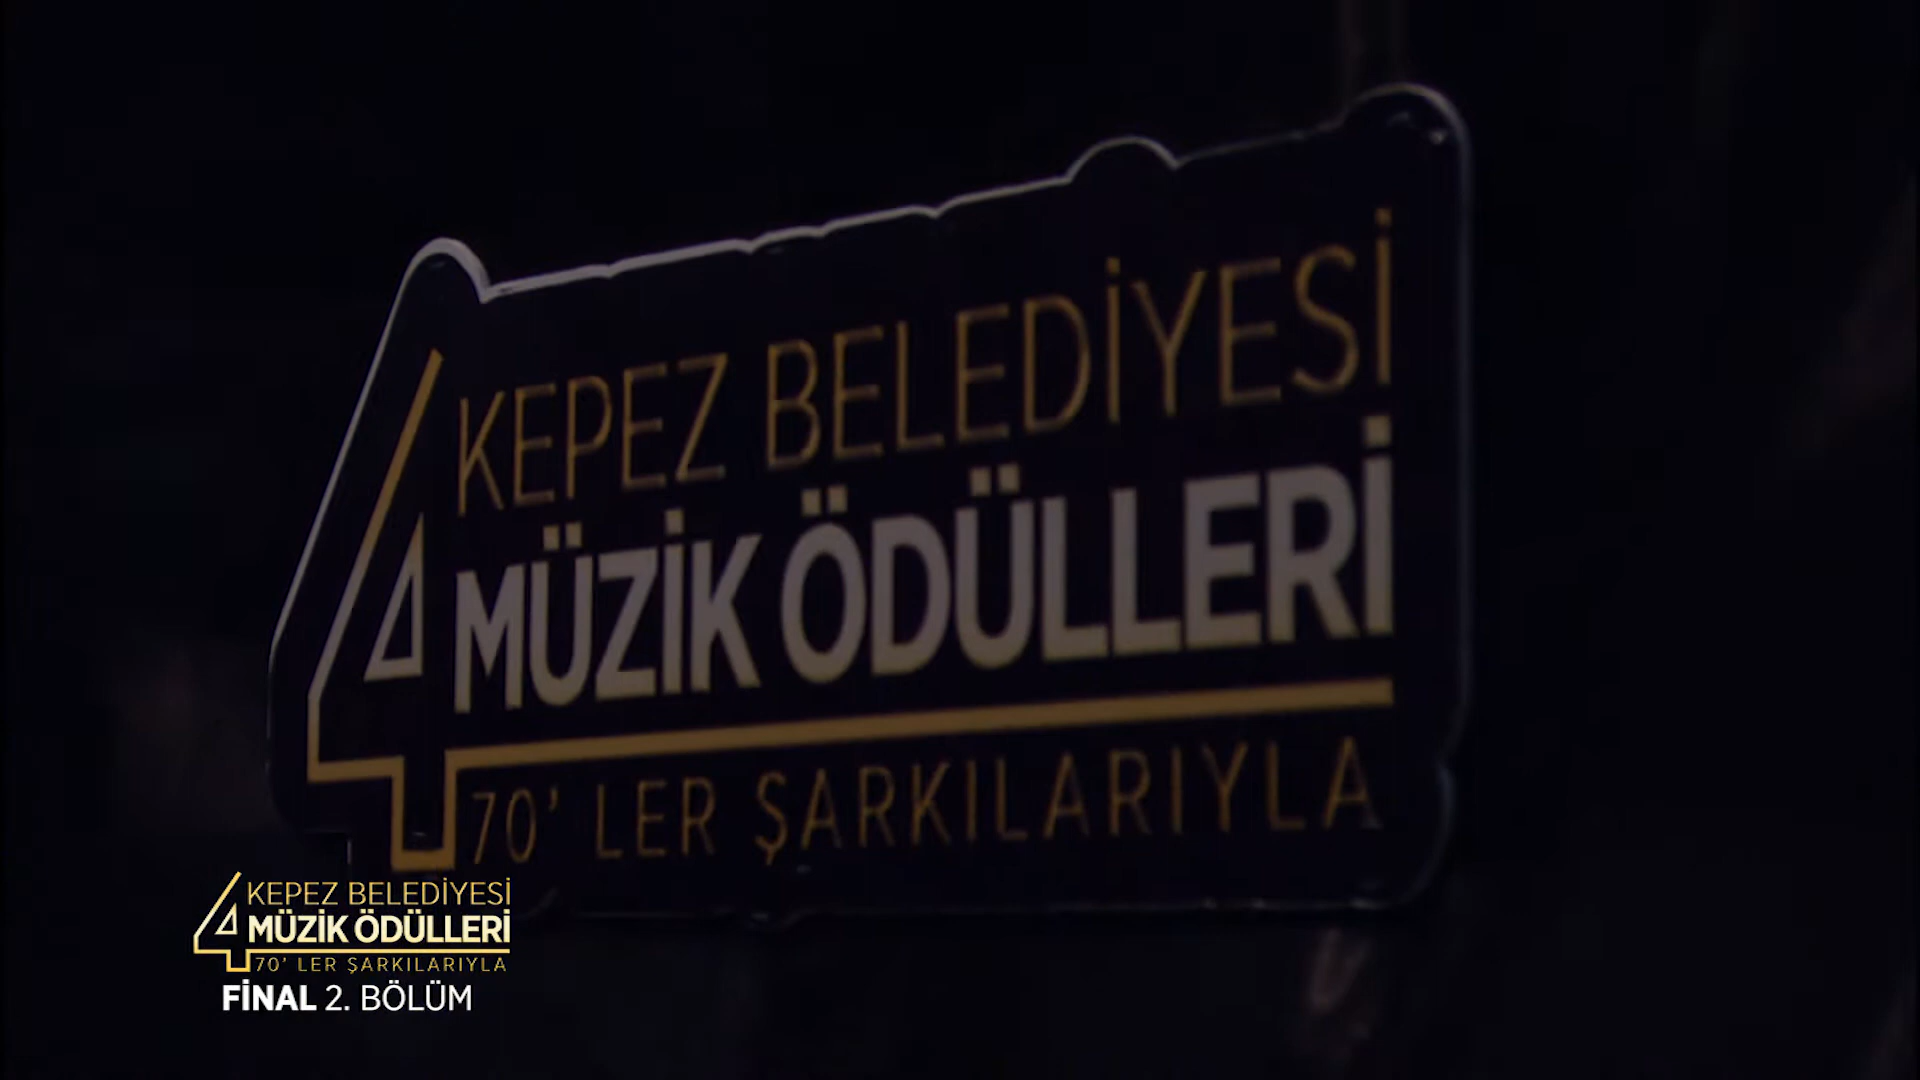 4 KEPEZ BELEDİYESİ
MÜZİK ÖDÜLLERİ
70' LER ŞARKILARIYLA
4 KEPEZ BELEDİYESİ
MÜZİK ÖDÜLLERİ
70' LER ŞARKILARIYLA
FİNAL 2. BÖLÜM